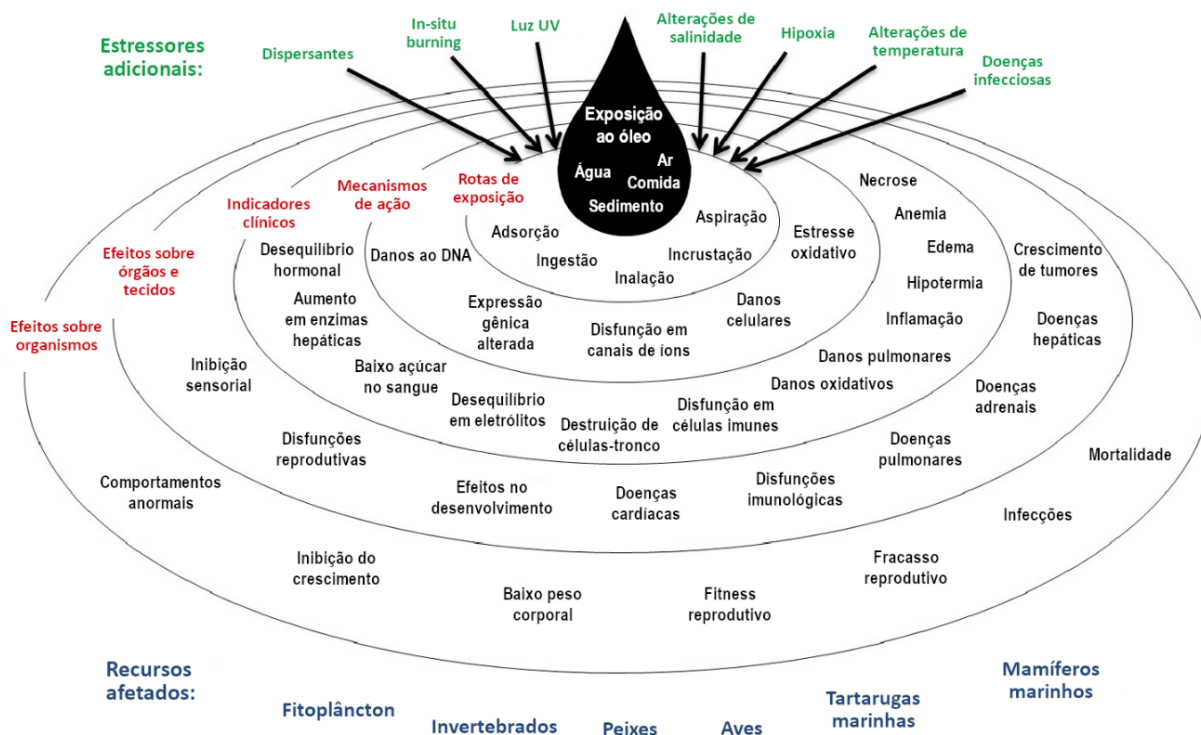 Estressores
adicionais:
Dispersantes
In-situ
burning
Luz UV
Alterações de
salinidade
Hipoxia
Alterações de
temperatura
Doenças
infecciosas
Exposição
ao óleo
Água
Ar
Comida
Sedimento
Rotas de
exposição
Adsorção
Ingestão
Inalação
Incrustação
Aspiração
Mecanismos
de ação
Danos ao DNA
Expressão
gênica
alterada
Disfunção em
canais de íons
Danos
celulares
Estresse
oxidativo
Indicadores
clínicos
Desequilíbrio
hormonal
Aumento
em enzimas
hepáticas
Baixo açúcar
no sangue
Desequilíbrio
em eletrólitos
Destruição de
células-tronco
Disfunção em
células imunes
Danos oxidativos
Danos pulmonares
Inflamação
Hipotermia
Edema
Anemia
Necrose
Efeitos sobre
órgãos e
tecidos
Inibição
sensorial
Disfunções
reprodutivas
Efeitos no
desenvolvimento
Doenças
cardíacas
Disfunções
imunológicas
Doenças
pulmonares
Doenças
adrenais
Doenças
hepáticas
Crescimento
de tumores
Efeitos sobre
organismos
Comportamentos
anormais
Inibição do
crescimento
Baixo peso
corporal
Fitness
reprodutivo
Fracasso
reprodutivo
Infecções
Mortalidade
Recursos
afetados:
Fitoplâncton
Invertebrados
Peixes
Aves
Tartarugas
marinhas
Mamíferos
marinhos